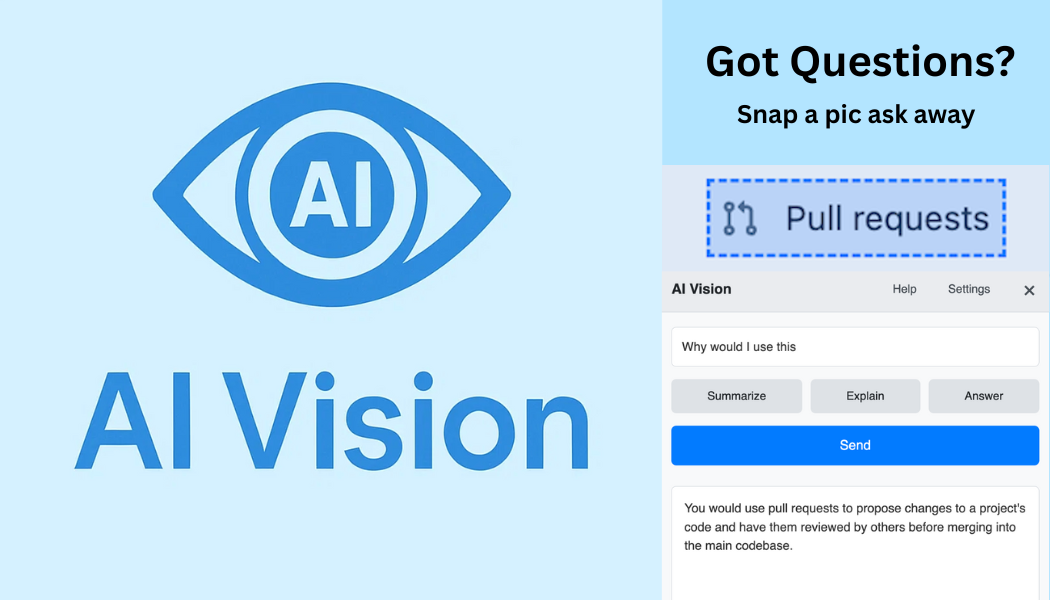 AI
AI Vision
Got Questions?
Snap a pic ask away
Pull requests
AI Vision
Help
Settings
Why would I use this
Summarize
Explain
Answer
Send
You would use pull requests to propose changes to a project's
code and have them reviewed by others before merging into
the main codebase.